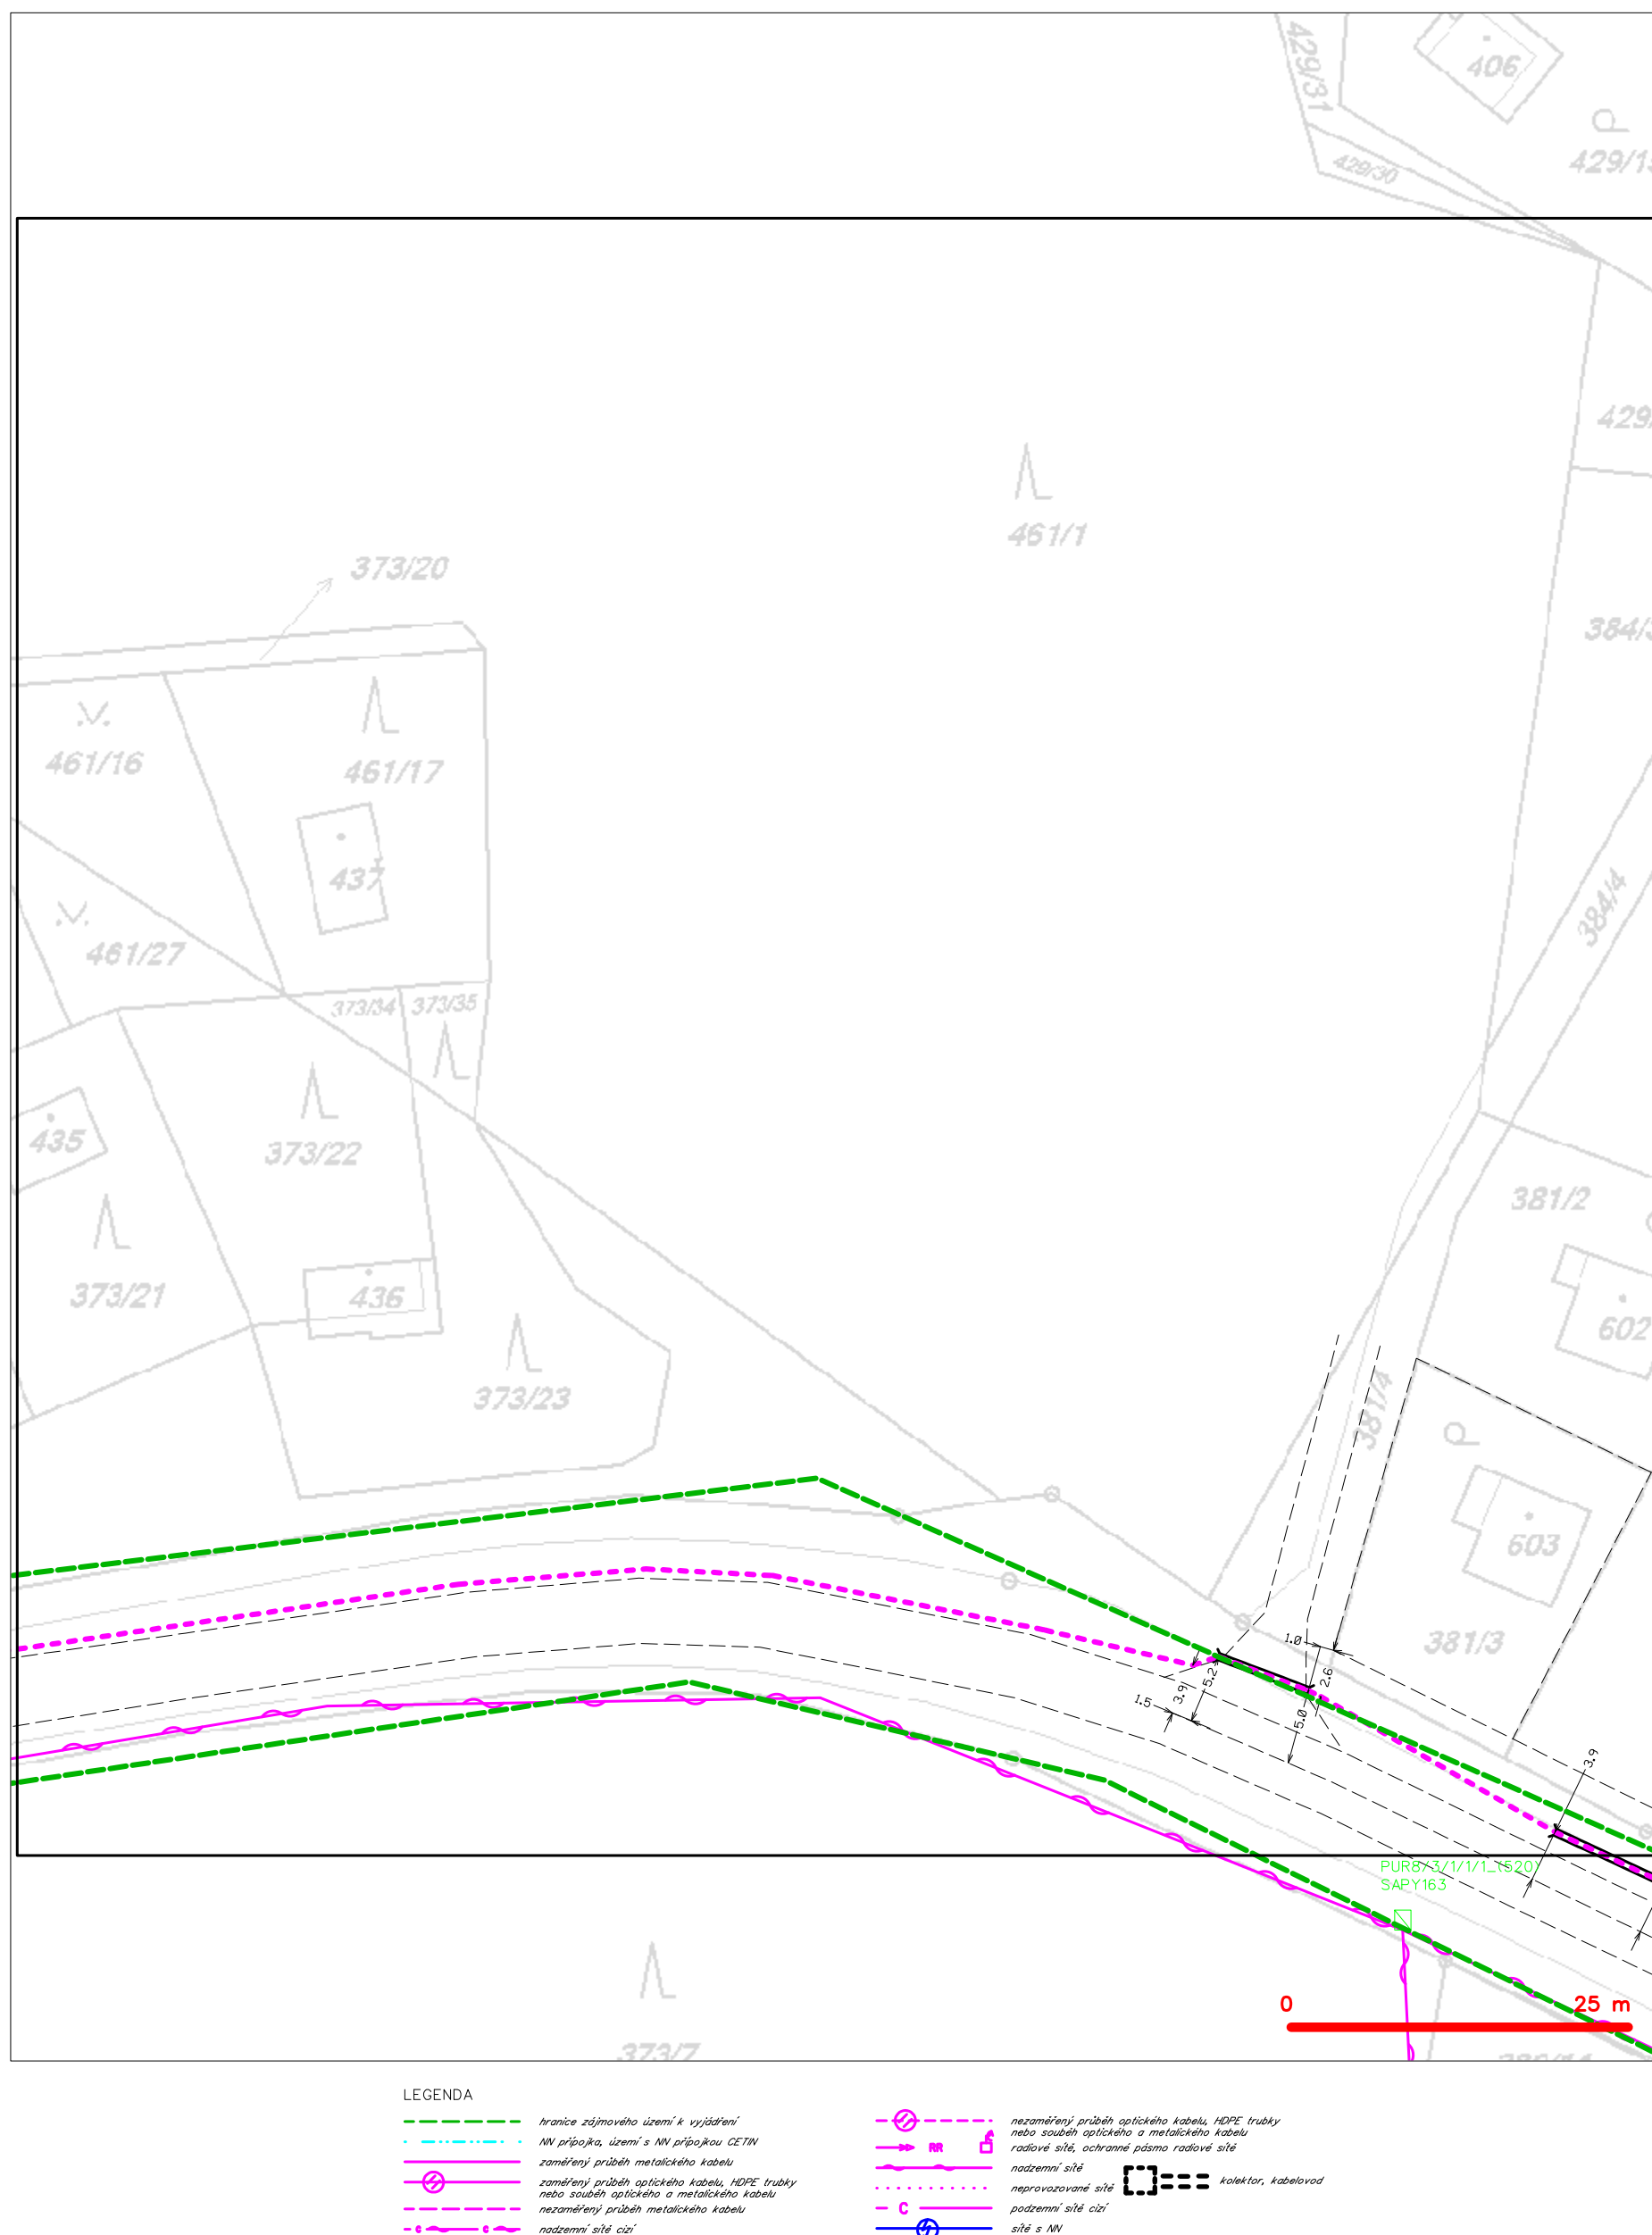 429/31
406
429/30
461/1
373/20
461/16
461/17
437
384/4
461/27
373/34
373/35
435
373/22
381/2
373/21
436
602
373/23
381/4
603
381/3
1.0
2.6
5.2
3.9
1.5
5.0
3.9
PUR8/3/1/1/1_(520)
SAPY163
0 25 m
373/7
LEGENDA
hranice zájmového území k vyjádření
NN přípojka, území s NN přípojkou CETIN
zaměřený průběh metalického kabelu
zaměřený průběh optického kabelu, HDPE trubky
nebo souběh optického a metalického kabelu
nezaměřený průběh metalického kabelu
nadzemní sítě cizí
nezaměřený průběh optického kabelu, HDPE trubky
nebo souběh optického a metalického kabelu
RR radiové sítě, ochranné pásmo radiové sítě
nadzemní sítě
neprovozované sítě
kolektor, kabelovod
C podzemní sítě cizí
sítě s NN